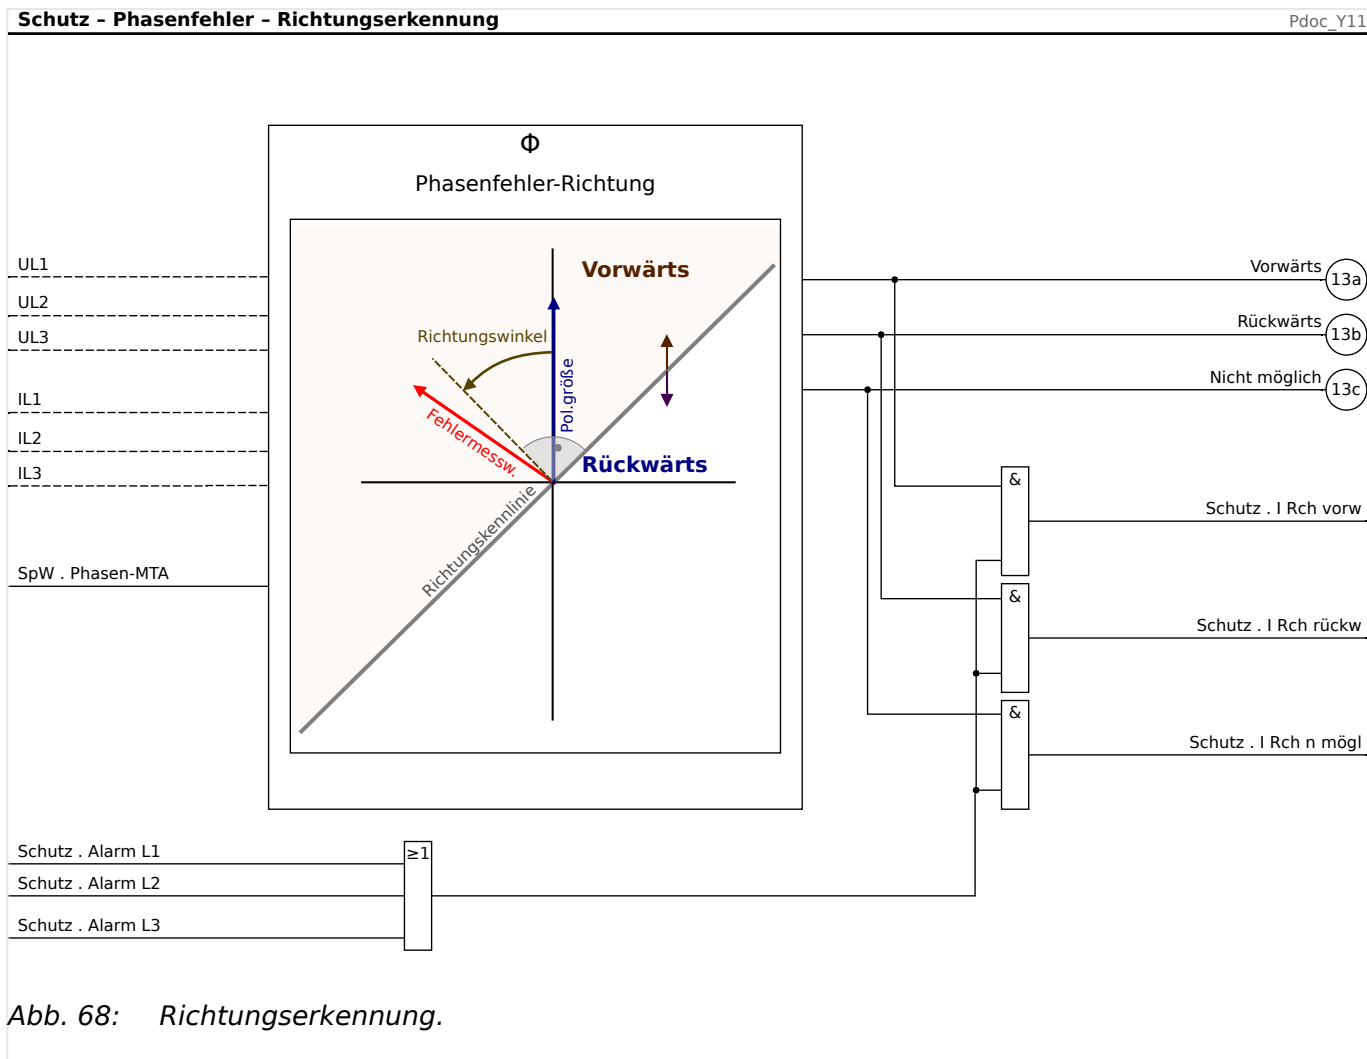 Schutz – Phasenfehler – Richtungserkennung
Pdoc_Y11
Φ
Phasenfehler-Richtung
UL1
UL2
UL3
IL1
IL2
IL3
SpW . Phasen-MTA
Vorwärts
Richtungswinkel
Pol.größe
Fehlermessw.
Rückwärts
Richtungskennlinie
Vorwärts
13a
Rückwärts
13b
Nicht möglich
13c
&
Schutz . I Rch vorw
&
Schutz . I Rch rückw
&
Schutz . I Rch n mögl
Schutz . Alarm L1
≥1
Schutz . Alarm L2
Schutz . Alarm L3
Abb. 68: Richtungserkennung.